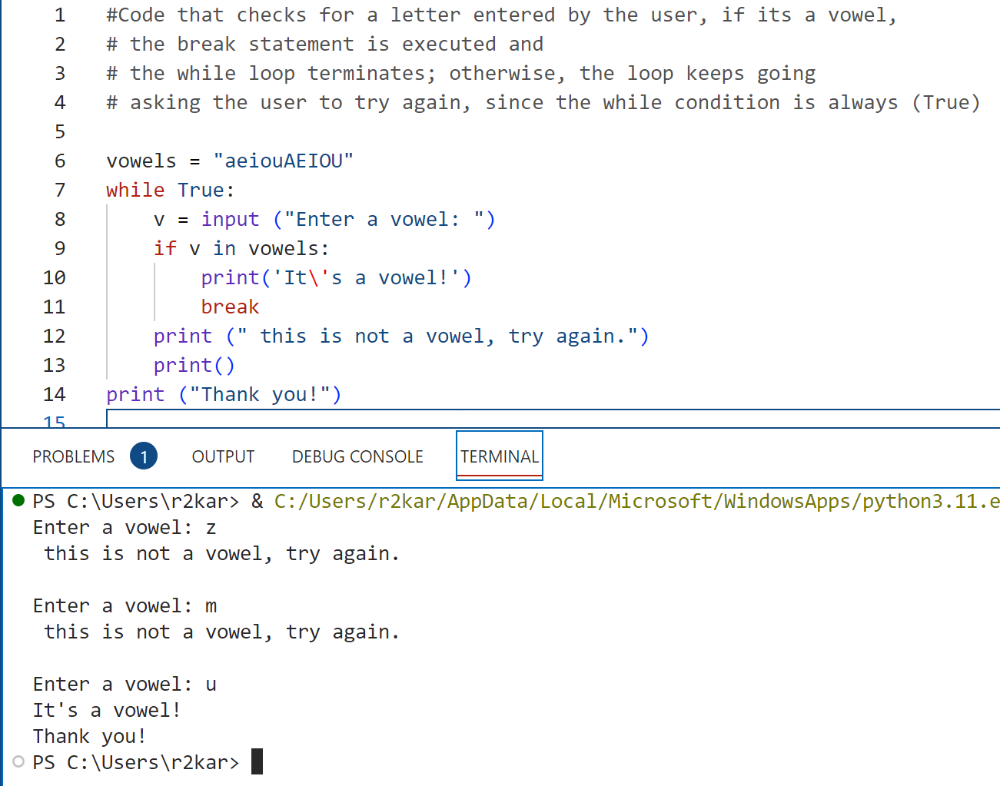 1 #Code that checks for a letter entered by the user, if its a vowel,
2 # the break statement is executed and
3 # the while loop terminates; otherwise, the loop keeps going
4 # asking the user to try again, since the while condition is always (True)
5
6 vowels = "aeiouAEIOU"
7 while True:
8     v = input ("Enter a vowel: ")
9     if v in vowels:
10         print('It\'s a vowel!')
11         break
12     print (" this is not a vowel, try again.")
13     print()
14 print ("Thank you!")
15
PROBLEMS 1 OUTPUT DEBUG CONSOLE TERMINAL
PS C:\Users\r2kar> & C:/Users/r2kar/AppData/Local/Microsoft/WindowsApps/python3.11.e
Enter a vowel: z
 this is not a vowel, try again.

Enter a vowel: m
 this is not a vowel, try again.

Enter a vowel: u
It's a vowel!
Thank you!
PS C:\Users\r2kar>